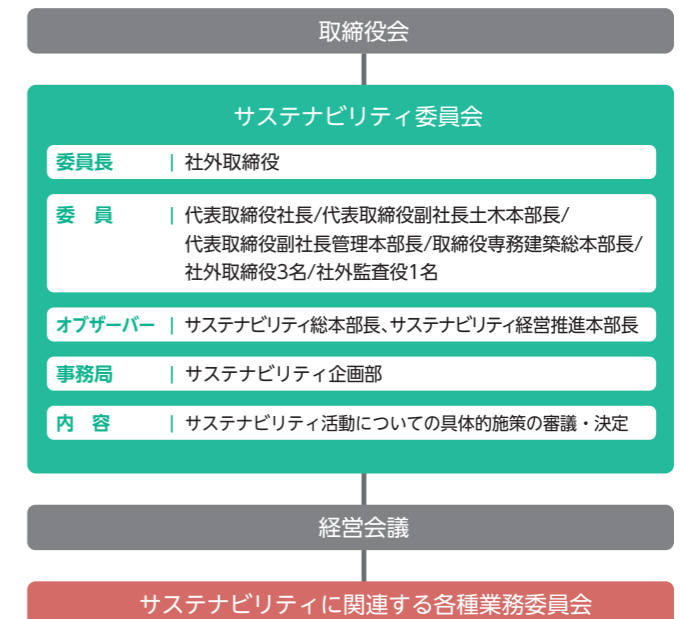 取締役会
サステナビリティ委員会
委員長 | 社外取締役
委 員 | 代表取締役社長/代表取締役副社長土木本部長/
代表取締役副社長管理本部長/取締役専務建築総本部長/
社外取締役3名/社外監査役1名
オブザーバー | サステナビリティ総本部長、サステナビリティ経営推進本部長
事務局 | サステナビリティ企画部
内 容 | サステナビリティ活動についての具体的施策の審議・決定
経営会議
サステナビリティに関連する各種業務委員会